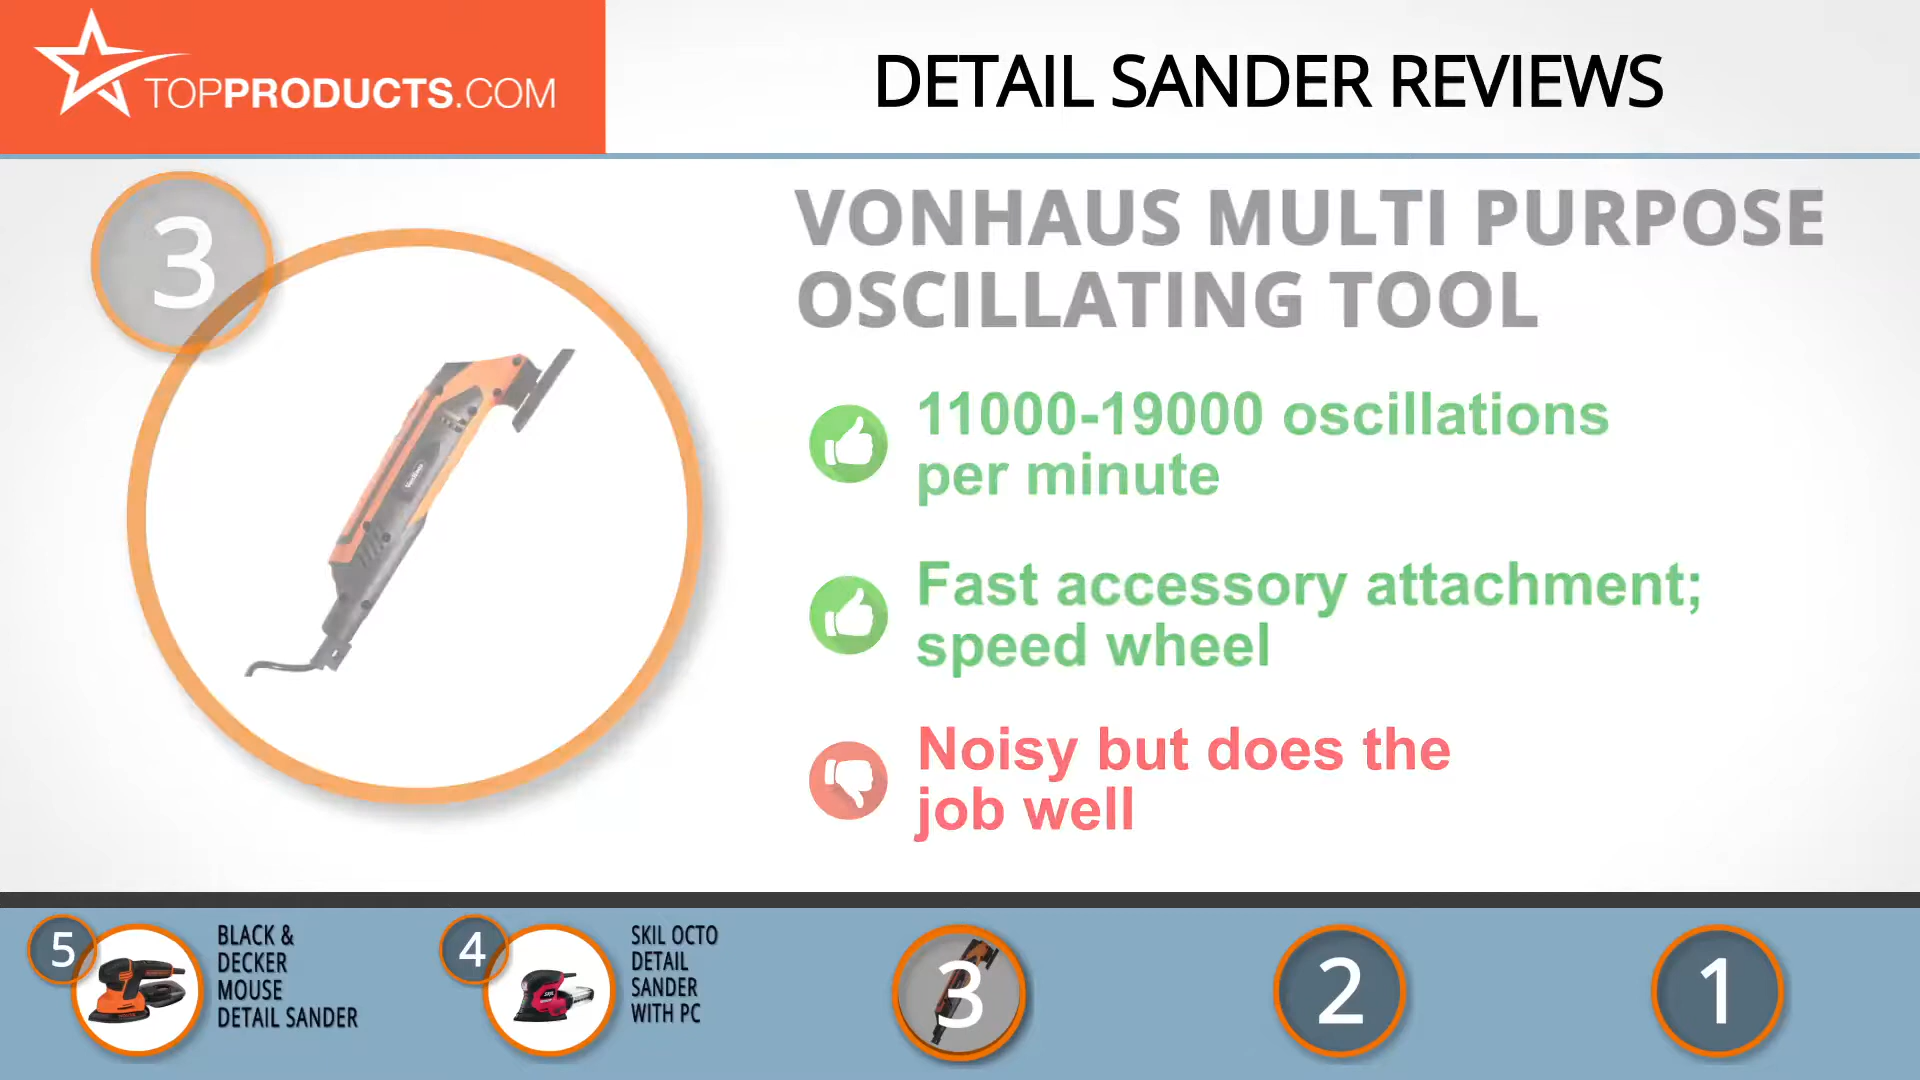 TOPPRODUCTS.COM
DETAIL SANDER REVIEWS
3
VONHAUS MULTI PURPOSE
OSCILLATING TOOL
11000-19000 oscillations
per minute
Fast accessory attachment;
speed wheel
Noisy but does the
job well
5
BLACK &
DECKER
MOUSE
DETAIL SANDER
4
SKIL OCTO
DETAIL
SANDER
WITH PC
3
2
1